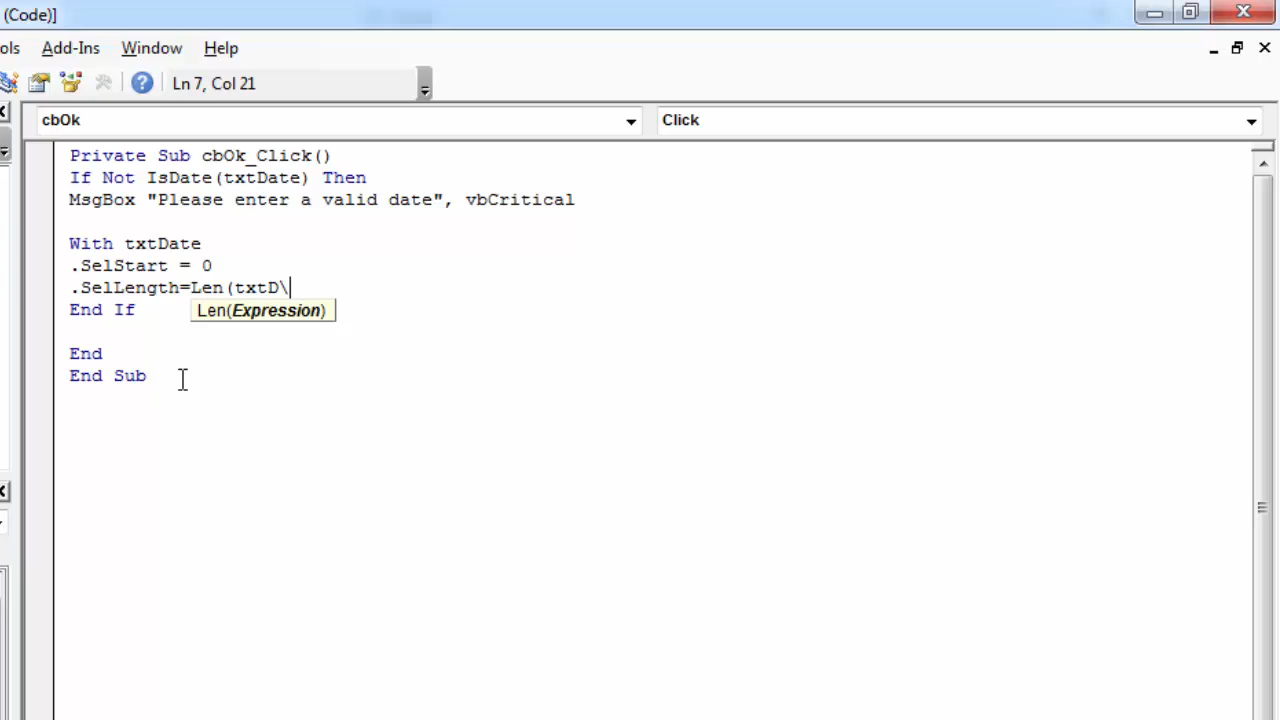 (Code)]
ols Add-Ins Window Help
Ln 7, Col 21
cbOk Click
Private Sub cbOk_Click()
If Not IsDate(txtDate) Then
MsgBox "Please enter a valid date", vbCritical
With txtDate
.SelStart = 0
.SelLength=Len(txtD\
End If Len(Expression)
End
End Sub